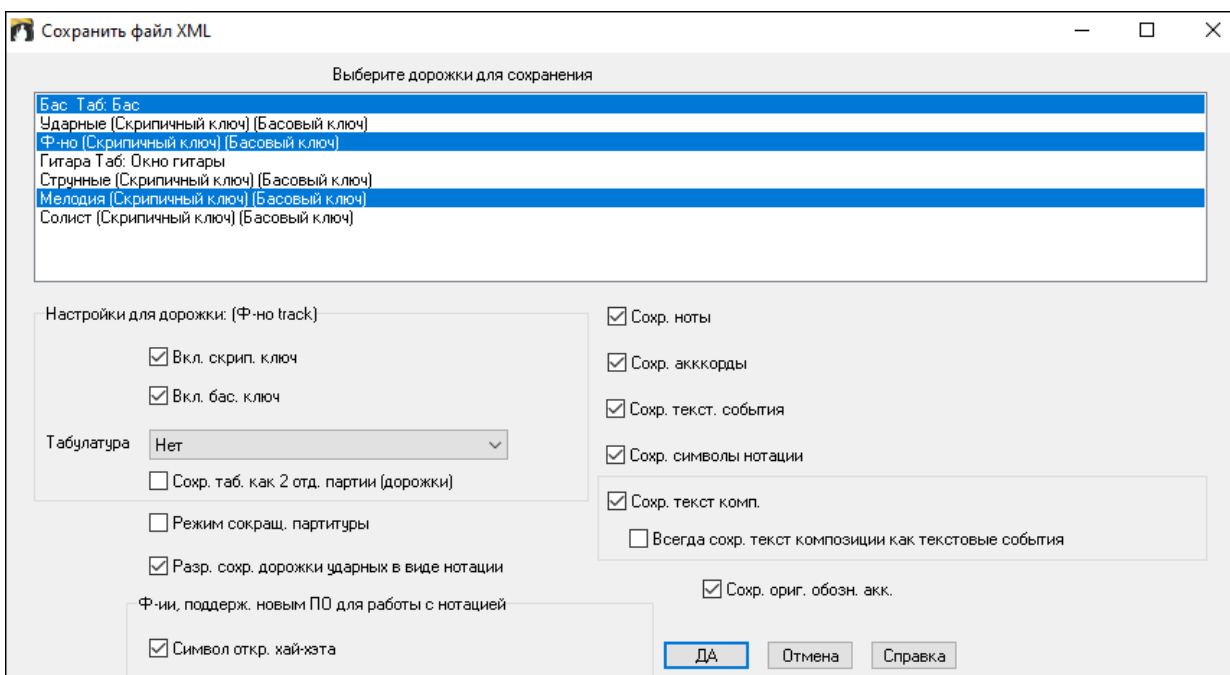 Сохранить файл XML
Выберите дорожки для сохранения
Бас Таб: Бас
Ударные (Скрипичный ключ) (Басовый ключ)
Ф-но (Скрипичный ключ) (Басовый ключ)
Гитара Таб: Окно гитары
Струнные (Скрипичный ключ) (Басовый ключ)
Мелодия (Скрипичный ключ) (Басовый ключ)
Солист (Скрипичный ключ) (Басовый ключ)
Настройки для дорожки: (Ф-но track)
Вкл. скрип. ключ
Вкл. бас. ключ
Табулатура Нет
Сохр. таб. как 2 отд. партии (дорожки)
Режим сокращ. партитуры
Разр. сохр. дорожки ударных в виде нотации
Ф-ии, поддерж. новым ПО для работы с нотацией
Символ откр. хай-хэта
Сохр. ноты
Сохр. акккорды
Сохр. текст. события
Сохр. символы нотации
Сохр. текст комп.
Всегда сохр. текст композиции как текстовые события
Сохр. ориг. обозн. акк.
ДА Отмена Справка